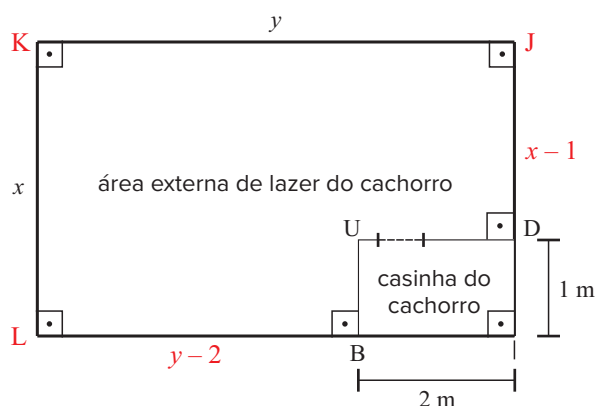 y
K
J
x – 1
x
área externa de lazer do cachorro
U
D
casinha do
cachorro
1 m
L
y – 2
B
2 m